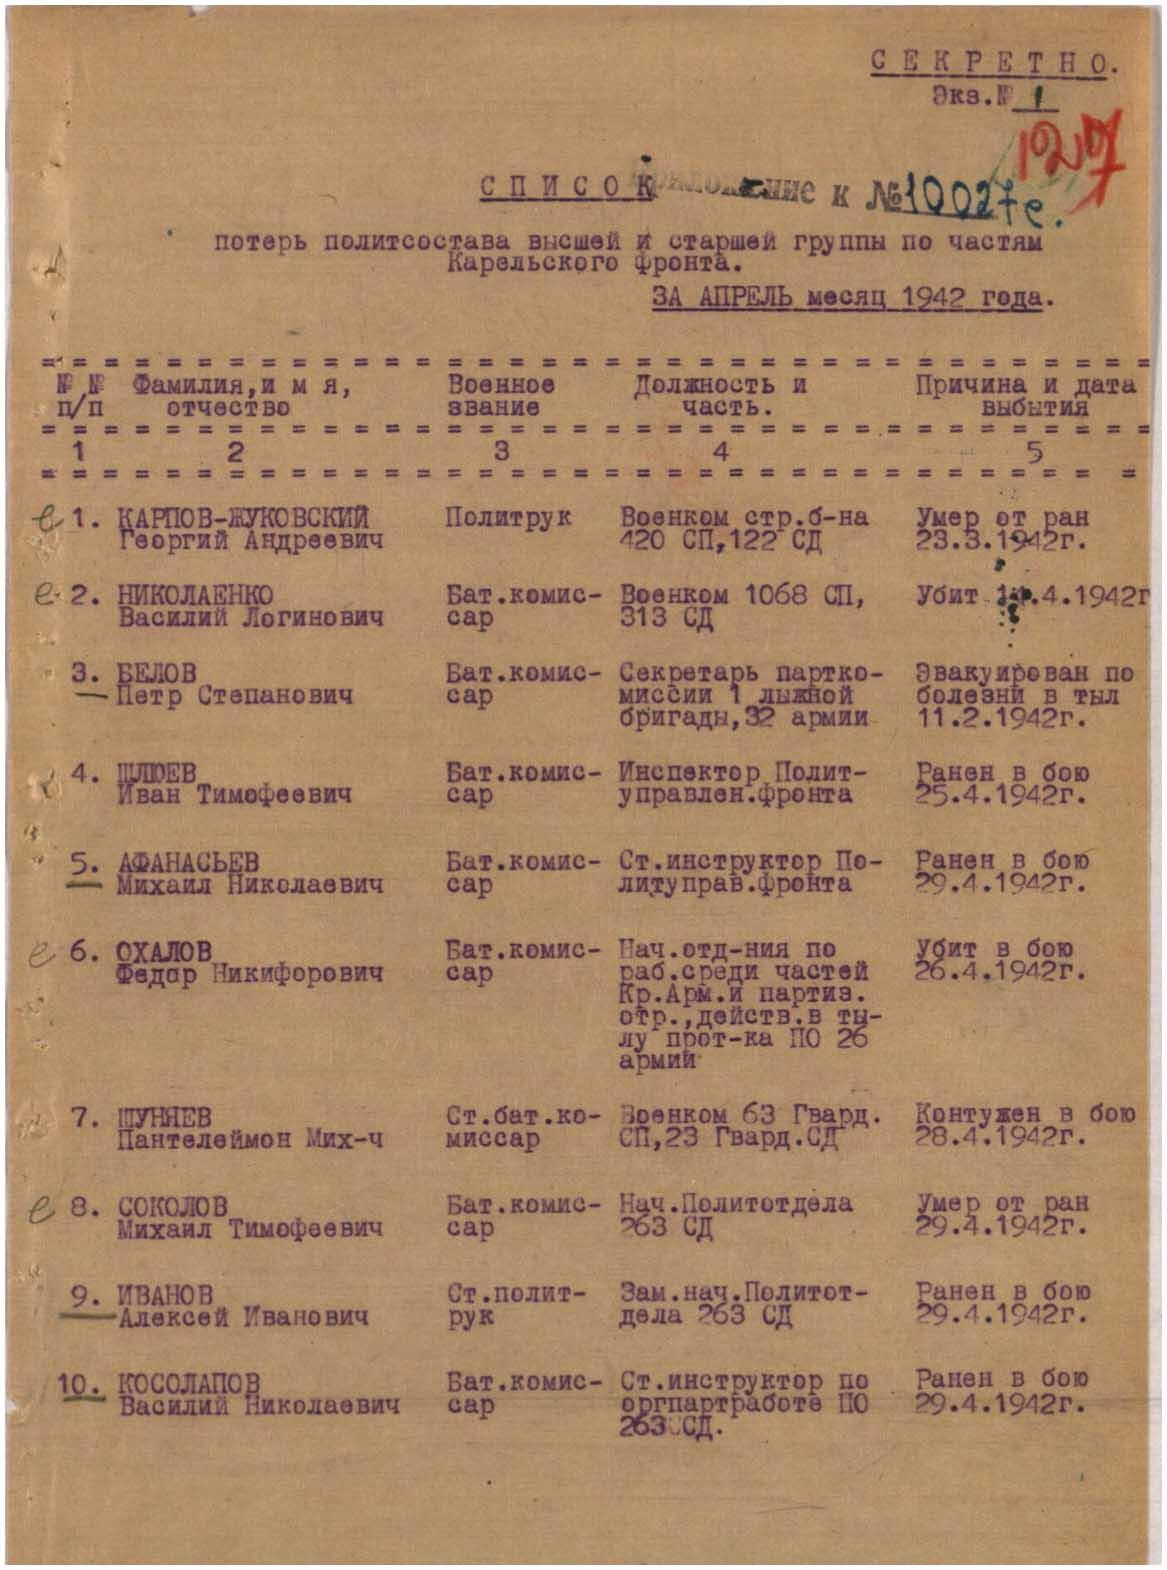 СЕКРЕТНО.
Экз.№ 1
1207
СПИСОК
Приложение к №10027с.
потерь политсостава высшей и старшей группы по частям
Карельского фронта.
ЗА АПРЕЛЬ месяц 1942 года.
№ № Фамилия,и м я, Военное Должность и Причина и дата
п/п отчество звание часть. выбытия
1 2 3 4 5
1. КАРПОВ-ЖУКОВСКИЙ Политрук Военком стр.б-на Умер от ран
Георгий Андреевич 420 СП,122 СД 23.3.1942г.
2. НИКОЛАЕНКО Бат.комис- Военком 1068 СП, Убит .4.1942г
Василий Логинович сар 313 СД
3. БЕЛОВ Бат.комис- Секретарь партко- Эвакуирован по
Петр Степанович сар миссии 1 лыжной болезни в тыл
бригады,32 армии 11.2.1942г.
4. ШЛЮЕВ Бат.комис- Инспектор Полит- Ранен в бою
Иван Тимофеевич сар управлен.фронта 25.4.1942г.
5. АФАНАСЬЕВ Бат.комис- Ст.инструктор По- Ранен в бою
Михаил Николаевич сар литуправ.фронта 29.4.1942г.
6. ОХАЛОВ Бат.комис- Нач.отд-ния по Убит в бою
Федор Никифорович сар раб.среди частей 26.4.1942г.
Кр.Арм.и партиз.
отр.,действ.в ты-
лу прот-ка ПО 26
армии
7. ШУНЯЕВ Ст.бат.ко- Военком 63 Гвард. Контужен в бою
Пантелеймон Мих-ч миссар СП,23 Гвард.СД 28.4.1942г.
8. СОКОЛОВ Бат.комис- Нач.Политотдела Умер от ран
Михаил Тимофеевич сар 263 СД 29.4.1942г.
9. ИВАНОВ Ст.полит- Зам.нач.Политот- Ранен в бою
Алексей Иванович рук дела 263 СД 29.4.1942г.
10. КОСОЛАПОВ Бат.комис- Ст.инструктор по Ранен в бою
Василий Николаевич сар оргпартработе ПО 29.4.1942г.
263 СД.